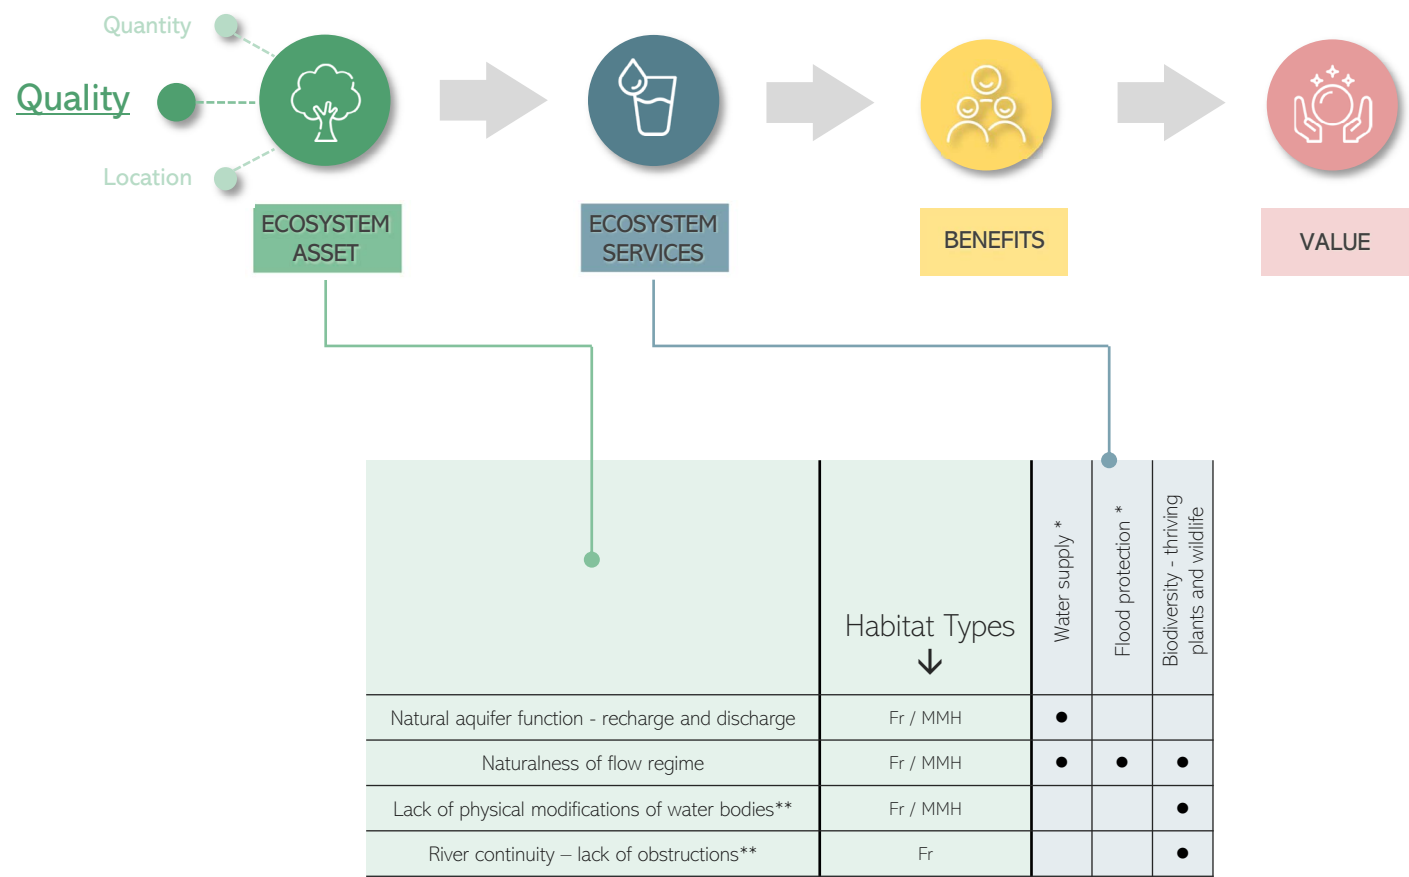 Quantity
Quality
Location
ECOSYSTEM
ASSET
ECOSYSTEM
SERVICES
BENEFITS
VALUE
Habitat Types
↓
Water supply *
Flood protection *
Biodiversity - thriving
plants and wildlife
Natural aquifer function - recharge and discharge
Fr / MMH
●
Naturalness of flow regime
Fr / MMH
● ● ●
Lack of physical modifications of water bodies**
Fr / MMH
●
River continuity – lack of obstructions**
Fr
●